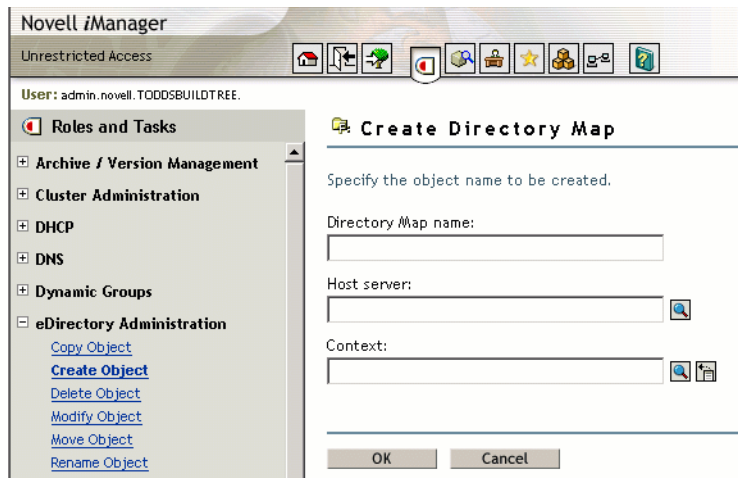 Novell iManager
Unrestricted Access
User: admin.novell.TODDSBUILDTREE.
Roles and Tasks
Archive / Version Management
Cluster Administration
DHCP
DNS
Dynamic Groups
eDirectory Administration
Copy Object
Create Object
Delete Object
Modify Object
Move Object
Rename Object
Create Directory Map
Specify the object name to be created.
Directory Map name:
Host server:
Context:
OK
Cancel